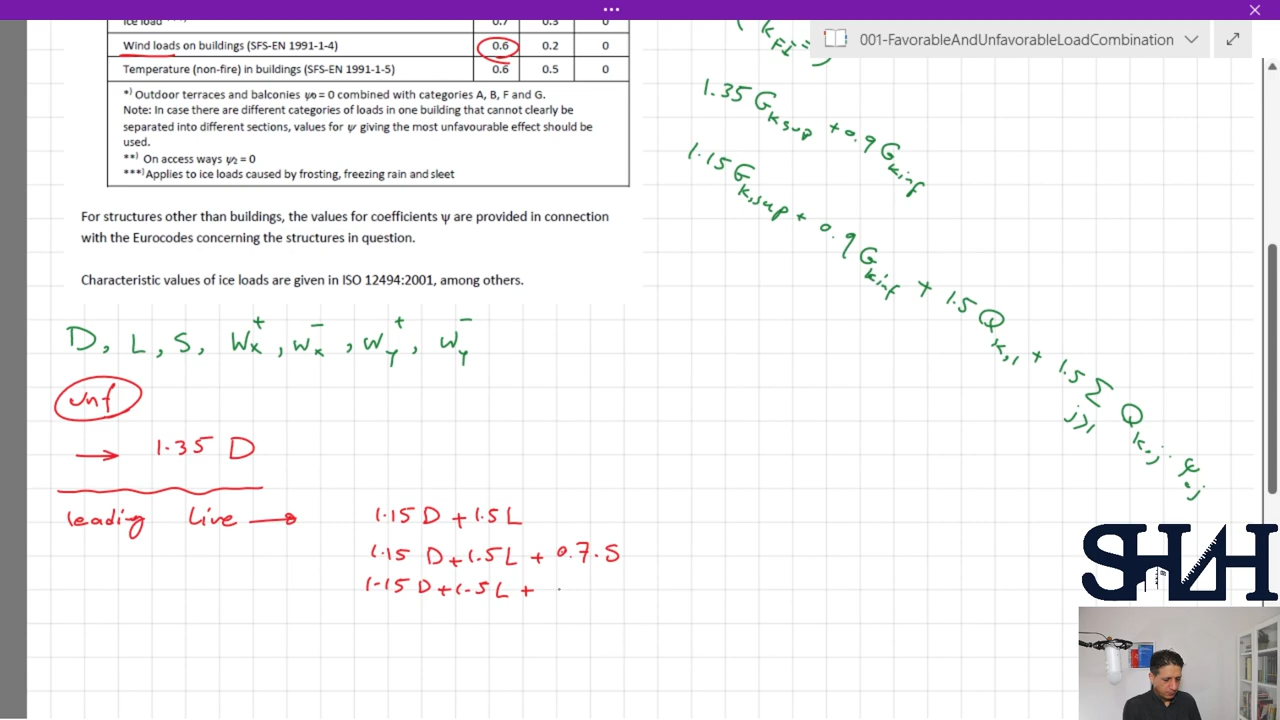 001-FavorableAndUnfavorableLoadCombination
Ice load ***) 0.7 0.3 0
Wind loads on buildings (SFS-EN 1991-1-4) 0.6 0.2 0
Temperature (non-fire) in buildings (SFS-EN 1991-1-5) 0.6 0.5 0
*) Outdoor terraces and balconies ψ0 = 0 combined with categories A, B, F and G.
Note: In case there are different categories of loads in one building that cannot clearly be
separated into different sections, values for ψ giving the most unfavourable effect should be
used.
**) On access ways ψ2 = 0
***)Applies to ice loads caused by frosting, freezing rain and sleet
For structures other than buildings, the values for coefficients ψ are provided in connection
with the Eurocodes concerning the structures in question.
Characteristic values of ice loads are given in ISO 12494:2001, among others.
D, L, S, Wx+, Wx-, Wy+, Wy-
Unf
→ 1.35 D
leading live → 1.15 D + 1.5 L
1.15 D + 1.5 L + 0.7 . S
1.15 D + 1.5 L +
(KFI =
1.35 Gksup + 0.9 Gkinf
1.15 Gk,sup + 0.9 Gkinf + 1.5 Qk,1 + 1.5 Σ j>1 Qk,j . ψ0,j
SHAH